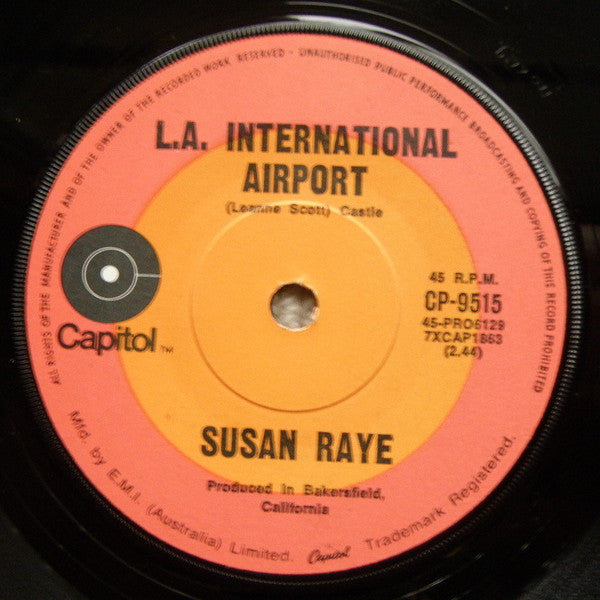 ALL RIGHTS OF THE MANUFACTURER AND OF THE OWNER OF THE RECORDED WORK RESERVED - UNAUTHORISED PUBLIC PERFORMANCE BROADCASTING AND COPYING OF THIS RECORD PROHIBITED
L.A. INTERNATIONAL
AIRPORT
(Leanne Scott) Castle
Capitol TM
45 R.P.M.
CP-9515
45-PRO6129
7XCAP1863
(2.44)
SUSAN RAYE
Produced in Bakersfield,
California
Mfd. by E.M.I. (Australia) Limited. Capitol Trademark Registered.